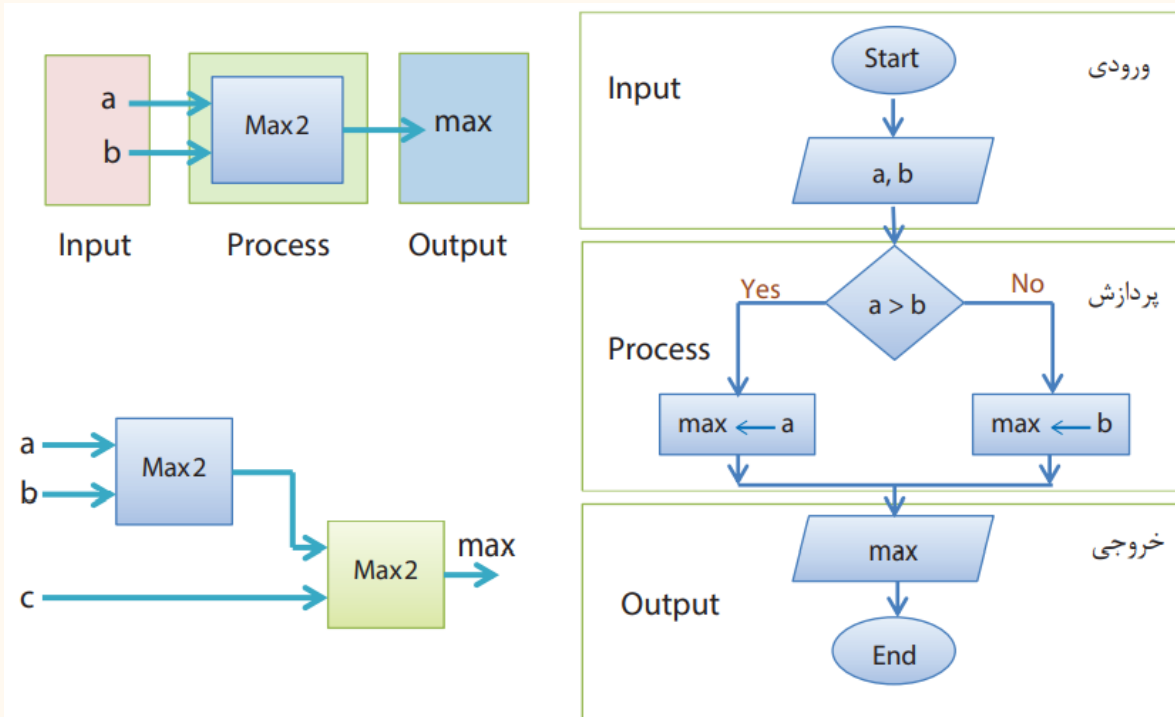 a
b
Max2
max
Input
Process
Output
a
b
c
Max2
Max2
max
Input
ورودی
Start
a, b
Process
پردازش
a > b
Yes
No
max ← a
max ← b
Output
خروجی
max
End